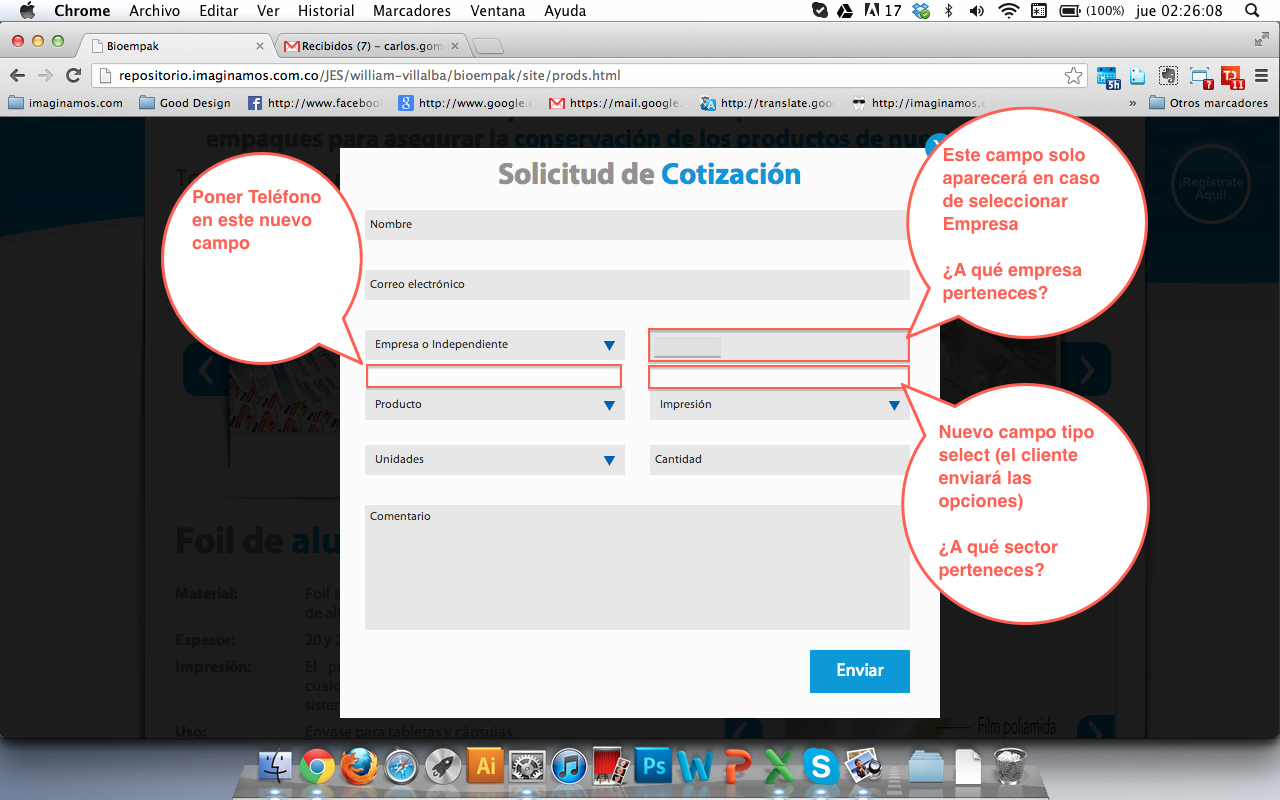 Chrome Archivo Editar Ver Historial Marcadores Ventana Ayuda 17 (100%) jue 02:26:08
Bioempak
Recibidos (7) – carlos.gom
repositorio.imaginamos.com.co/JES/william-villalba/bioempak/site/prods.html
5h ? 11
imaginamos.com Good Design http://www.faceboo http://www.google. https://mail.google. http://translate.goo http://imaginamos. » Otros marcadores
empaques para asegurar la conservación de los productos de nue
¡Regístrate
Aquí!
Solicitud de Cotización
Poner Teléfono
en este nuevo
campo
Este campo solo
aparecerá en caso
de seleccionar
Empresa
¿A qué empresa
perteneces?
Nombre
Correo electrónico
Empresa o Independiente
Producto
Impresión
Unidades
Cantidad
Nuevo campo tipo
select (el cliente
enviará las
opciones)
¿A qué sector
perteneces?
Comentario
Enviar
Foil de alu
Material: Foil a
de al
Espesor: 20 y 2
Impresión: El p
cualq
siste
Uso: Envase para tabletas y cápsulas
Film poliamida
Ai
Ps